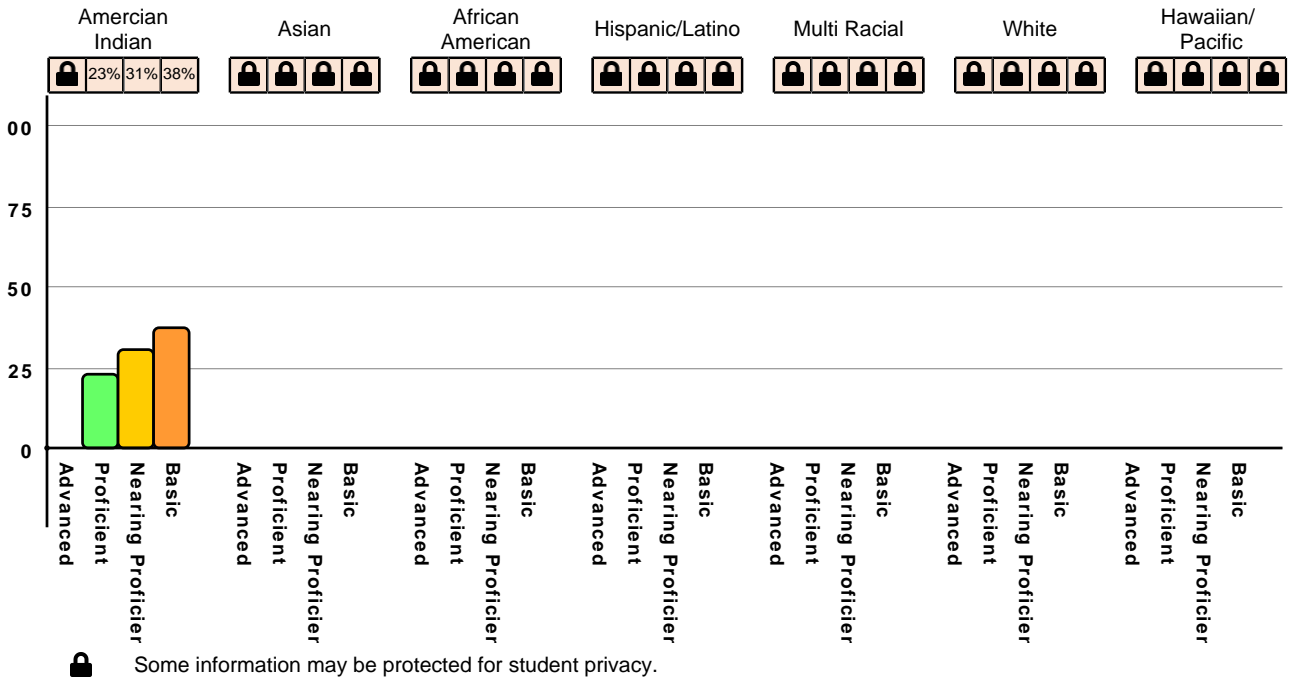 Amercian
Indian
Asian
African
American
Hispanic/Latino
Multi Racial
White
Hawaiian/
Pacific
23% 31% 38%
00
75
50
25
0
Advanced
Proficient
Nearing Proficier
Basic
Advanced
Proficient
Nearing Proficier
Basic
Advanced
Proficient
Nearing Proficier
Basic
Advanced
Proficient
Nearing Proficier
Basic
Advanced
Proficient
Nearing Proficier
Basic
Advanced
Proficient
Nearing Proficier
Basic
Advanced
Proficient
Nearing Proficier
Basic
Some information may be protected for student privacy.